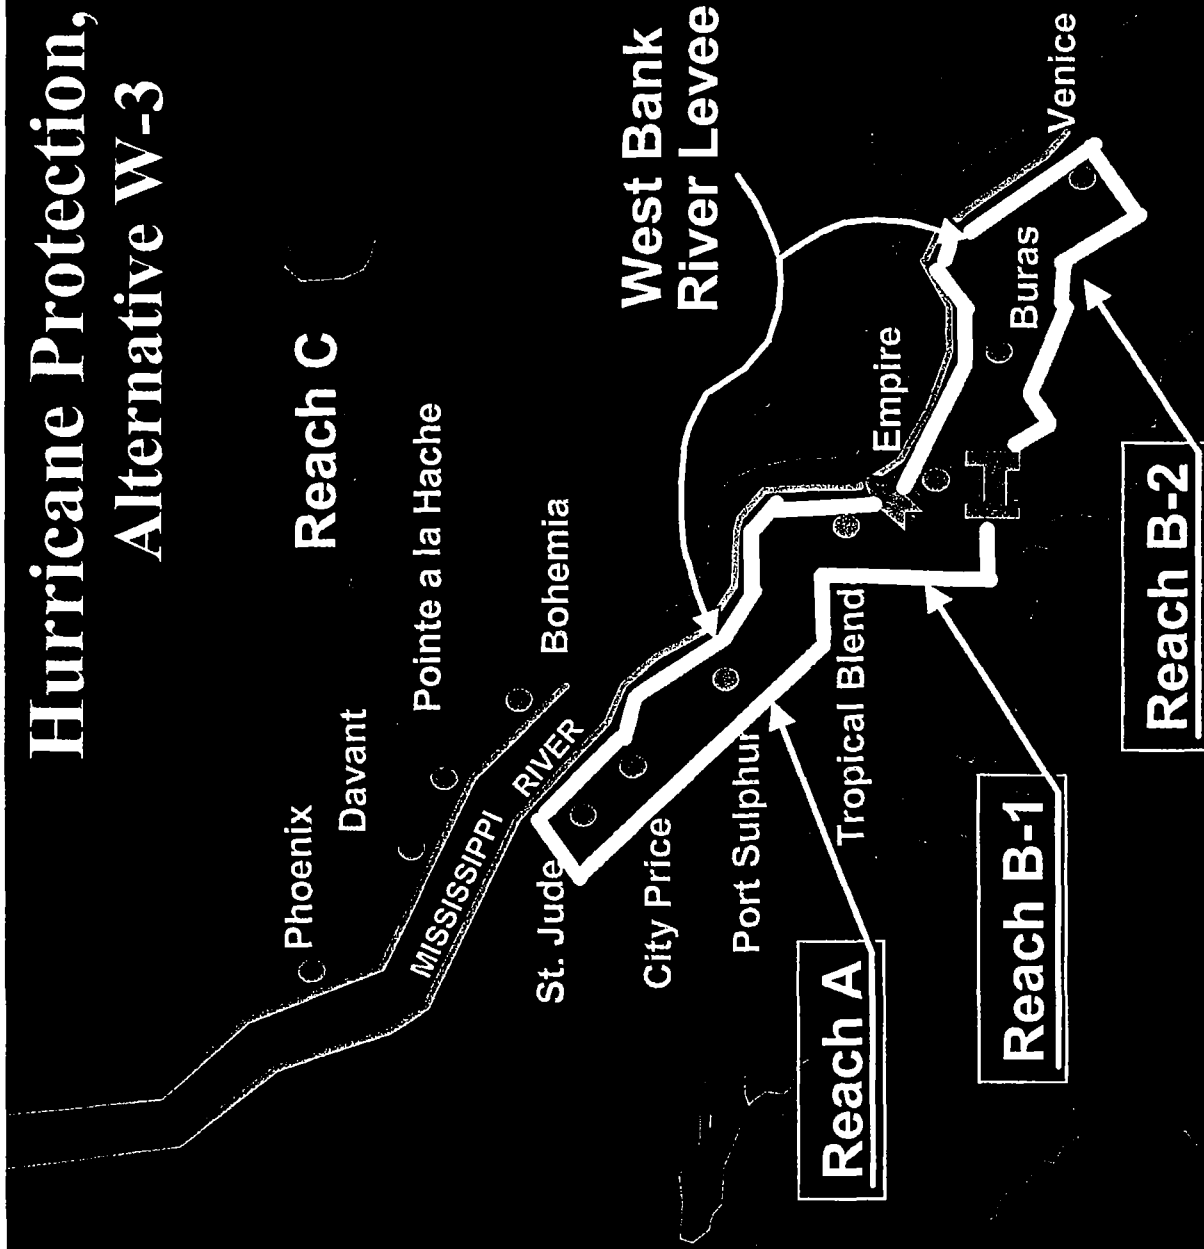 Hurricane Protection,
Alternative W-3
Reach C
Phoenix
Davant
Pointe a la Hache
Bohemia
MISSISSIPPI
RIVER
West Bank
River Levee
St. Jude
City Price
Port Sulphur
Tropical Blend
Empire
Buras
Venice
Reach A
Reach B-1
Reach B-2